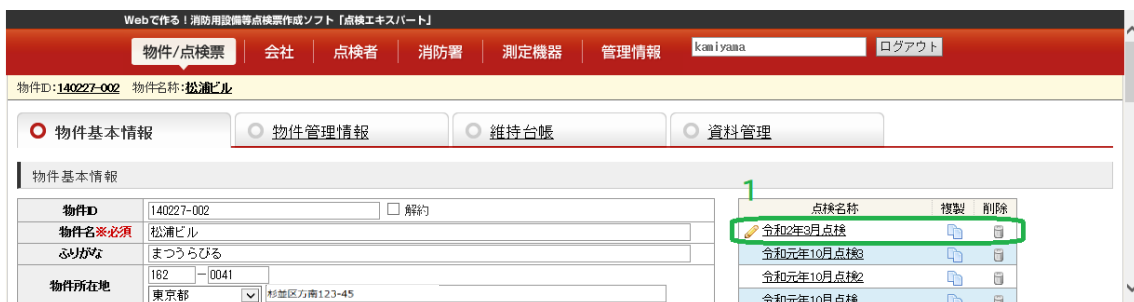 Webで作る!消防用設備等点検票作成ソフト「点検エキスパート」
物件/点検票 会社 点検者 消防署 測定機器 管理情報 kamiyama ログアウト
物件ID:140227-002 物件名称:松浦ビル
物件基本情報 物件管理情報 維持台帳 資料管理
物件基本情報
1
点検名称 複製 削除
物件ID 140227-002 解約
令和2年3月点検
物件名※必須 松浦ビル
令和元年10月点検3
ふりがな まつうらびる
令和元年10月点検2
物件所在地 162 - 0041
東京都 杉並区方南123-45
令和元年10月点検